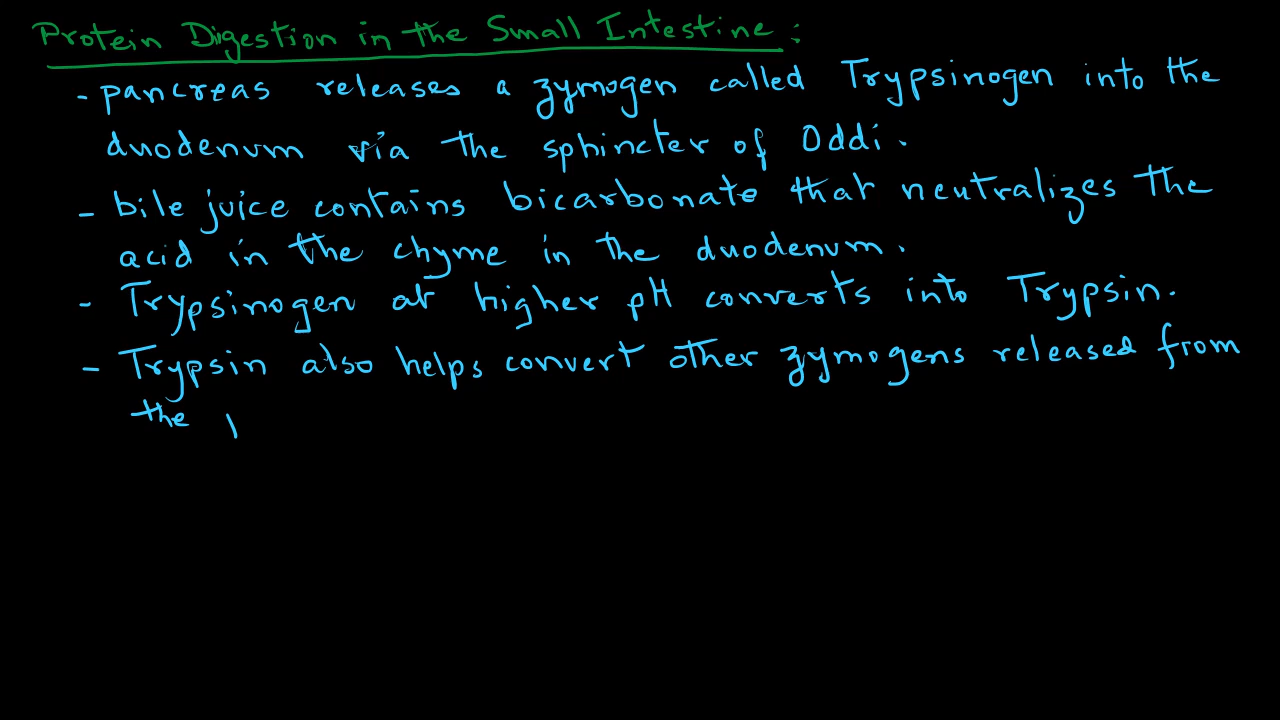 Protein Digestion in the Small Intestine:
- pancreas releases a zymogen called Trypsinogen into the
duodenum via the sphincter of Oddi.
- bile juice contains bicarbonate that neutralizes the
acid in the chyme in the duodenum.
- Trypsinogen at higher pH converts into Trypsin.
- Trypsin also helps convert other zymogens released from
the